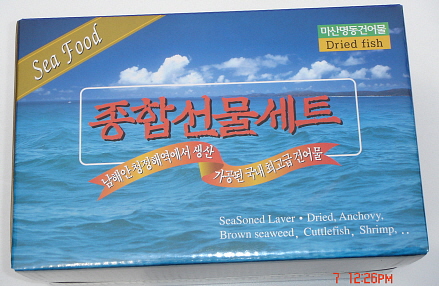 Sea Food
마산명동건어물
Dried fish
종합선물세트
남해안 청정해역에서 생산
가공된 국내 최고급 건어물
SeaSoned Laver • Dried, Anchovy,
Brown seaweed, Cuttlefish, Shrimp, ..
7 12:26PM